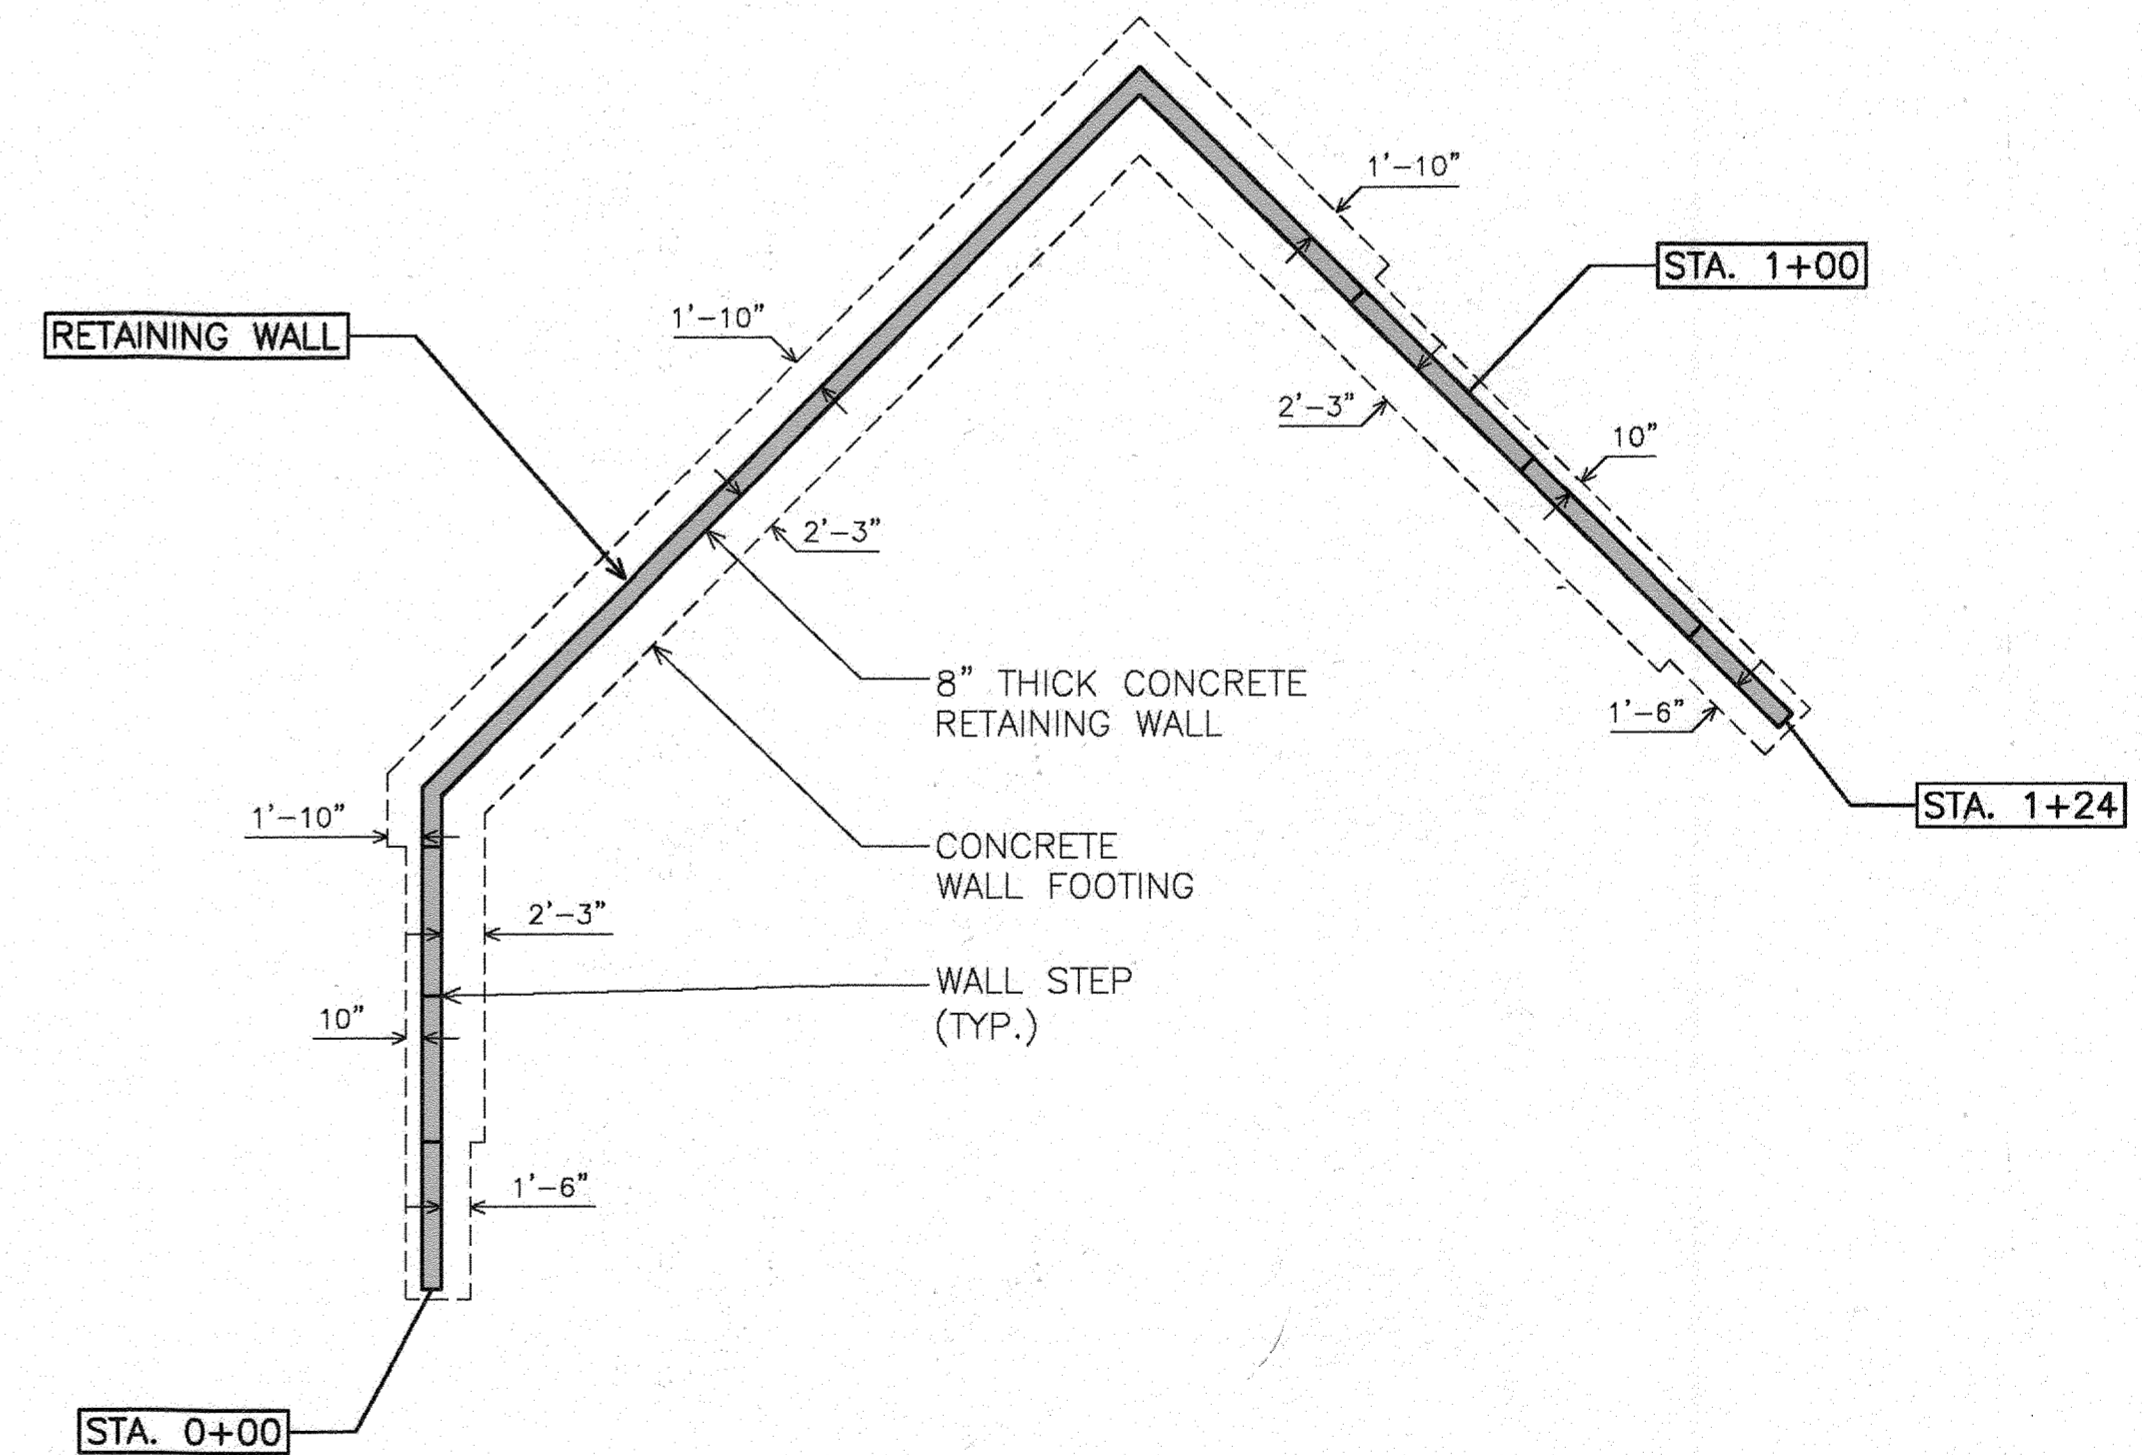 1'-10"
STA. 1+00
RETAINING WALL
1'-10"
2'-3"
10"
2'-3"
8" THICK CONCRETE
RETAINING WALL
1'-6"
STA. 1+24
1'-10"
CONCRETE
WALL FOOTING
2'-3"
WALL STEP
(TYP.)
10"
1'-6"
STA. 0+00